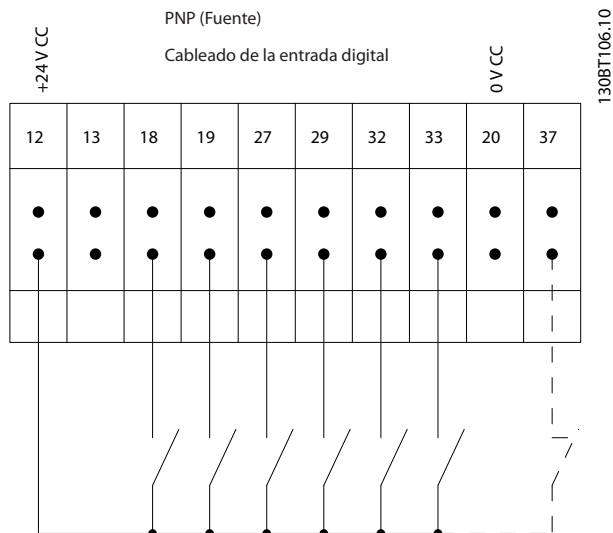 PNP (Fuente)
Cableado de la entrada digital
+24 V CC
0 V CC
130BT106.10
12 13 18 19 27 29 32 33 20 37